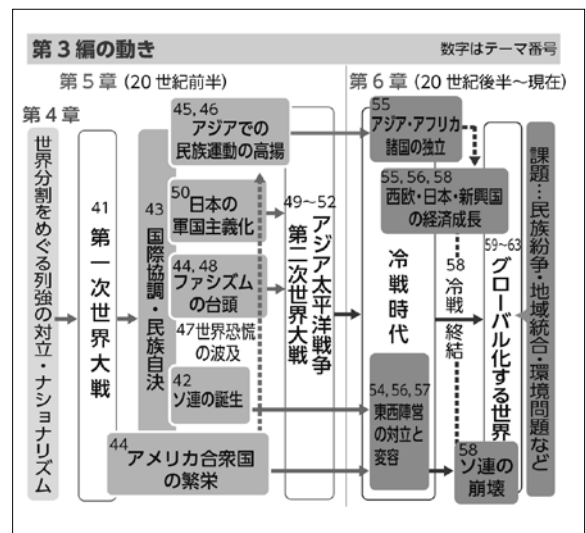 第3編の動き
数字はテーマ番号
第5章(20世紀前半)
第6章(20世紀後半~現在)
第4章
世界分割をめぐる列強の対立・ナショナリズム
41
第一次世界大戦
43
国際協調・民族自決
45, 46
アジアでの
民族運動の高揚
50
日本の
軍国主義化
44, 48
ファシズム
の台頭
47世界恐慌
の波及
42
ソ連の誕生
44
アメリカ合衆国
の繁栄
49~52
アジア太平洋戦争
第二次世界大戦
55
アジア・アフリカ
諸国の独立
55, 56, 58
西欧・日本・新興国
の経済成長
冷戦時代
54, 56, 57
東西陣営
の対立と
変容
58
冷戦終結
58
ソ連の
崩壊
59~63
グローバル化する世界
課題…民族紛争・地域統合・環境問題など